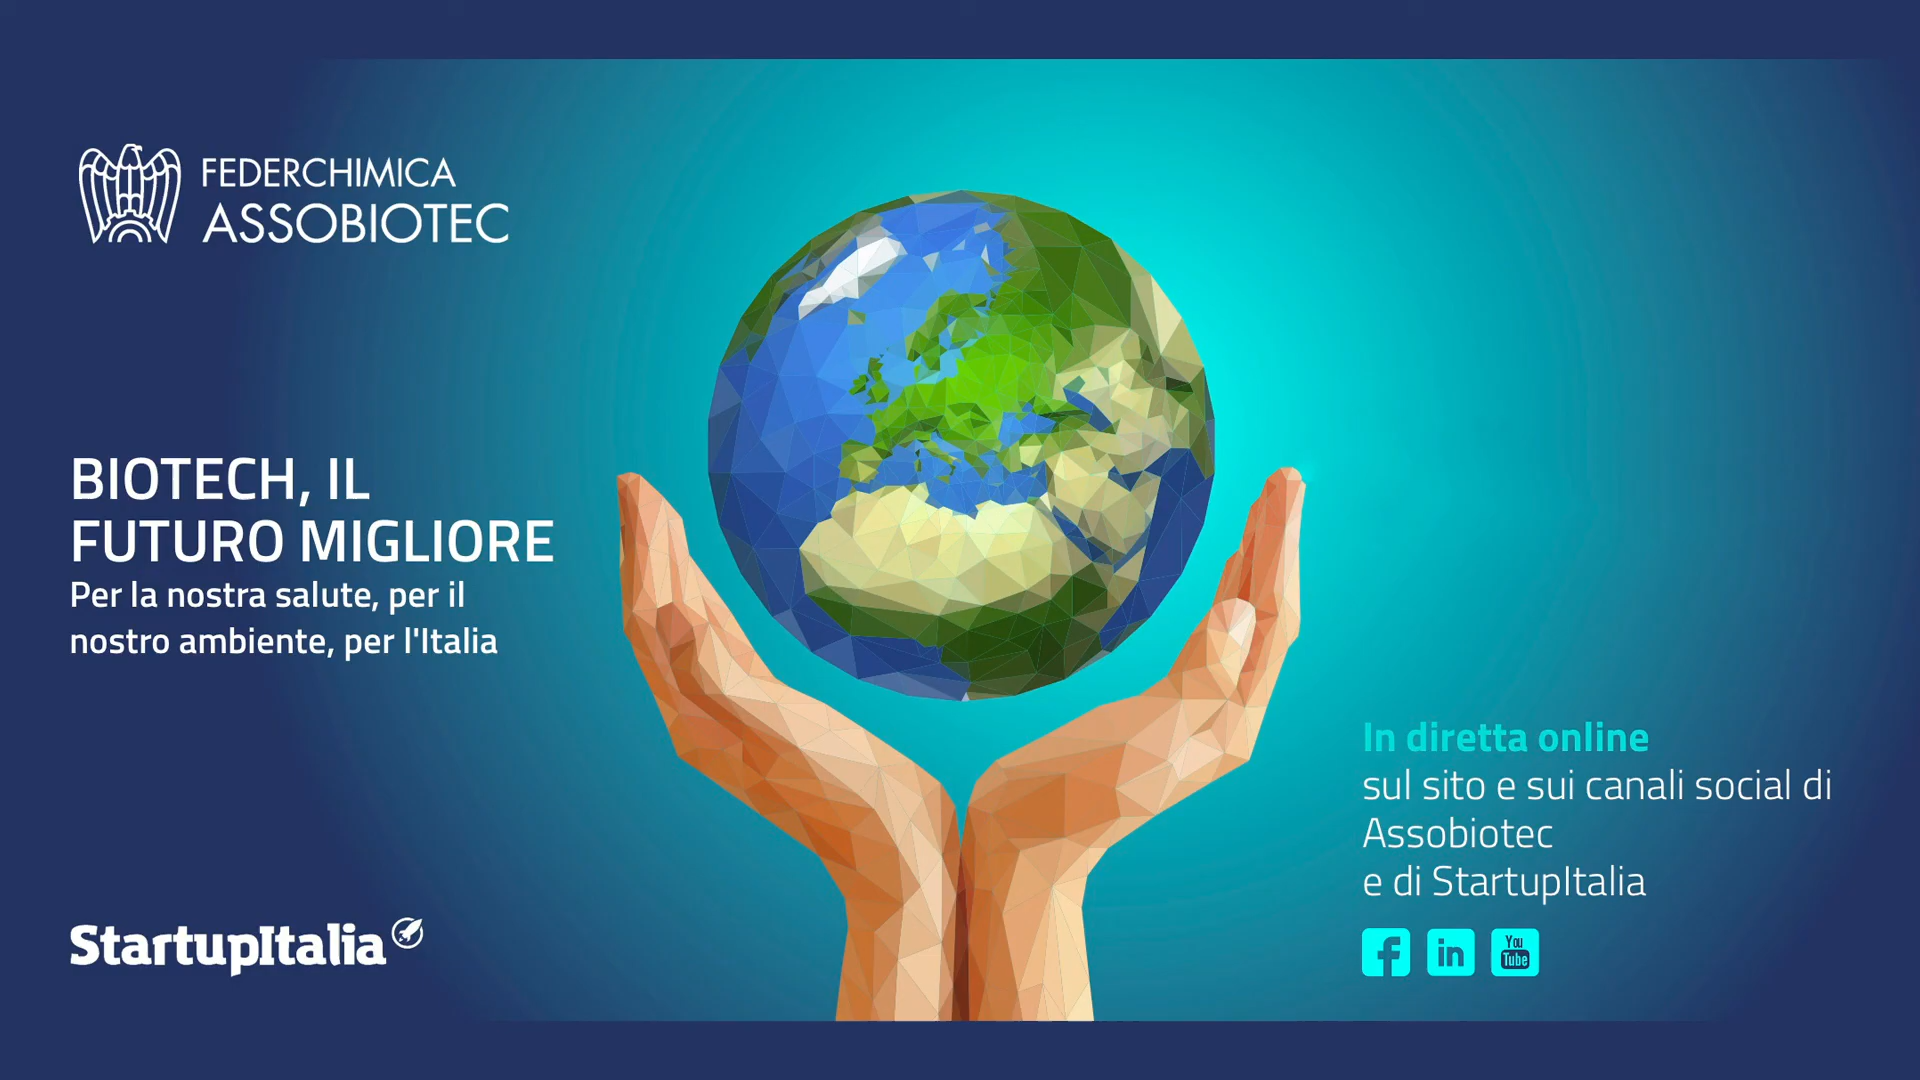 FEDERCHIMICA
ASSOBIOTEC
BIOTECH, IL
FUTURO MIGLIORE
Per la nostra salute, per il
nostro ambiente, per l'Italia
StartupItalia
In diretta online
sul sito e sui canali social di
Assobiotec
e di StartupItalia
f in You Tube